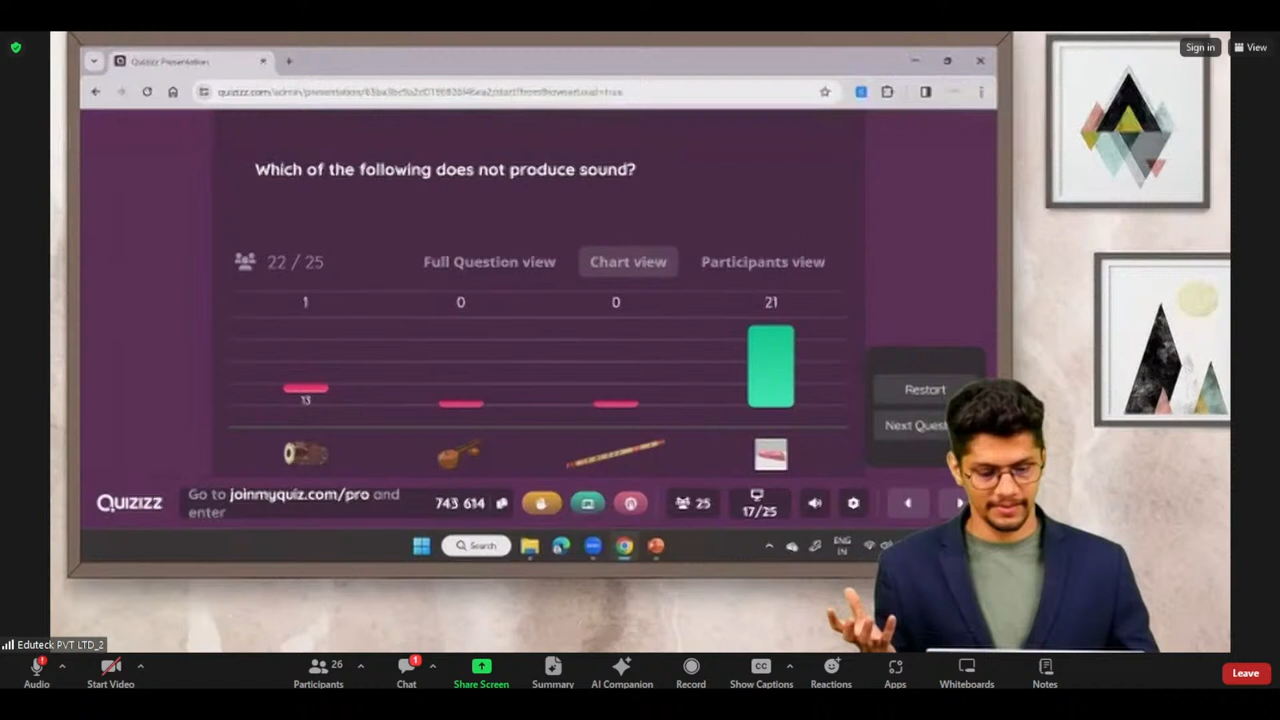 Sign in
View
Quizizz Presentation
Which of the following does not produce sound?
22 / 25
Full Question view
Chart view
Participants view
1
0
0
21
13
Restart
Next Quest
Quizizz
Go to joinmyquiz.com/pro and
enter
743 614
25
17/25
Search
ENG
IN
Eduteck PVT LTD_2
26
1
Audio
Start Video
Participants
Chat
Share Screen
Summary
AI Companion
Record
CC
Show Captions
Reactions
Apps
Whiteboards
Notes
Leave